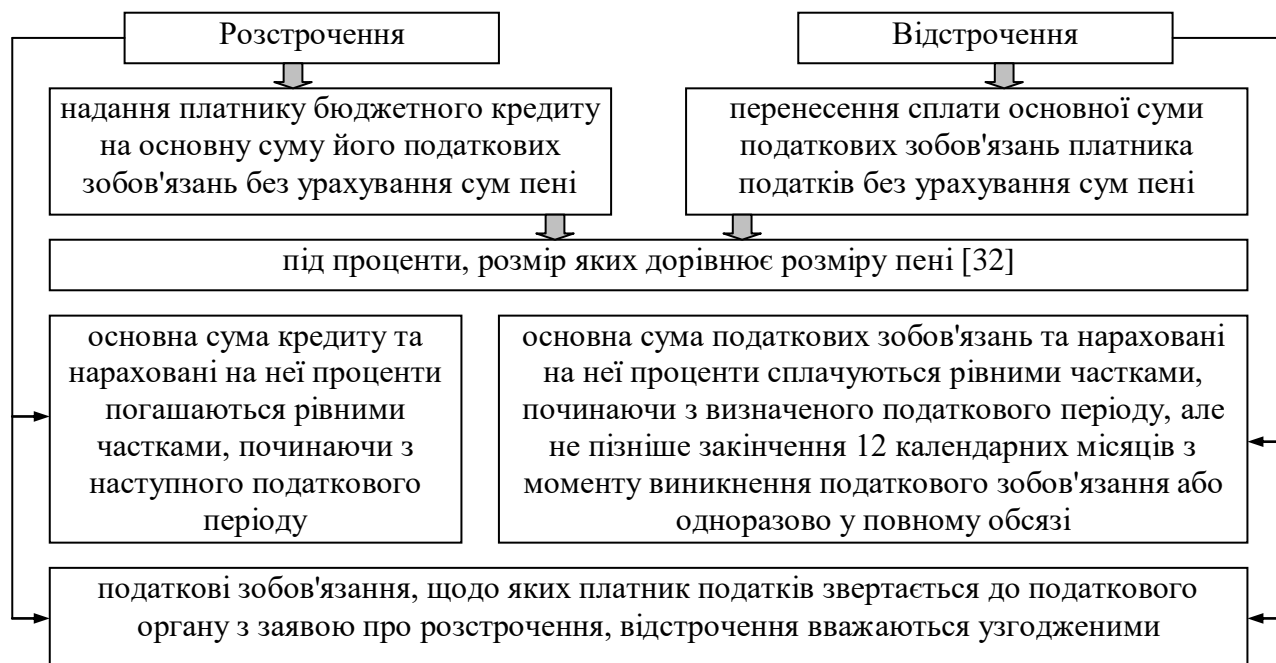 Розстрочення
Відстрочення
надання платнику бюджетного кредиту
на основну суму його податкових
зобов'язань без урахування сум пені
перенесення сплати основної суми
податкових зобов'язань платника
податків без урахування сум пені
під проценти, розмір яких дорівнює розміру пені [32]
основна сума кредиту та
нараховані на неї проценти
погашаються рівними
частками, починаючи з
наступного податкового
періоду
основна сума податкових зобов'язань та нараховані
на неї проценти сплачуються рівними частками,
починаючи з визначеного податкового періоду, але
не пізніше закінчення 12 календарних місяців з
моменту виникнення податкового зобов'язання або
одноразово у повному обсязі
податкові зобов'язання, щодо яких платник податків звертається до податкового
органу з заявою про розстрочення, відстрочення вважаються узгодженими